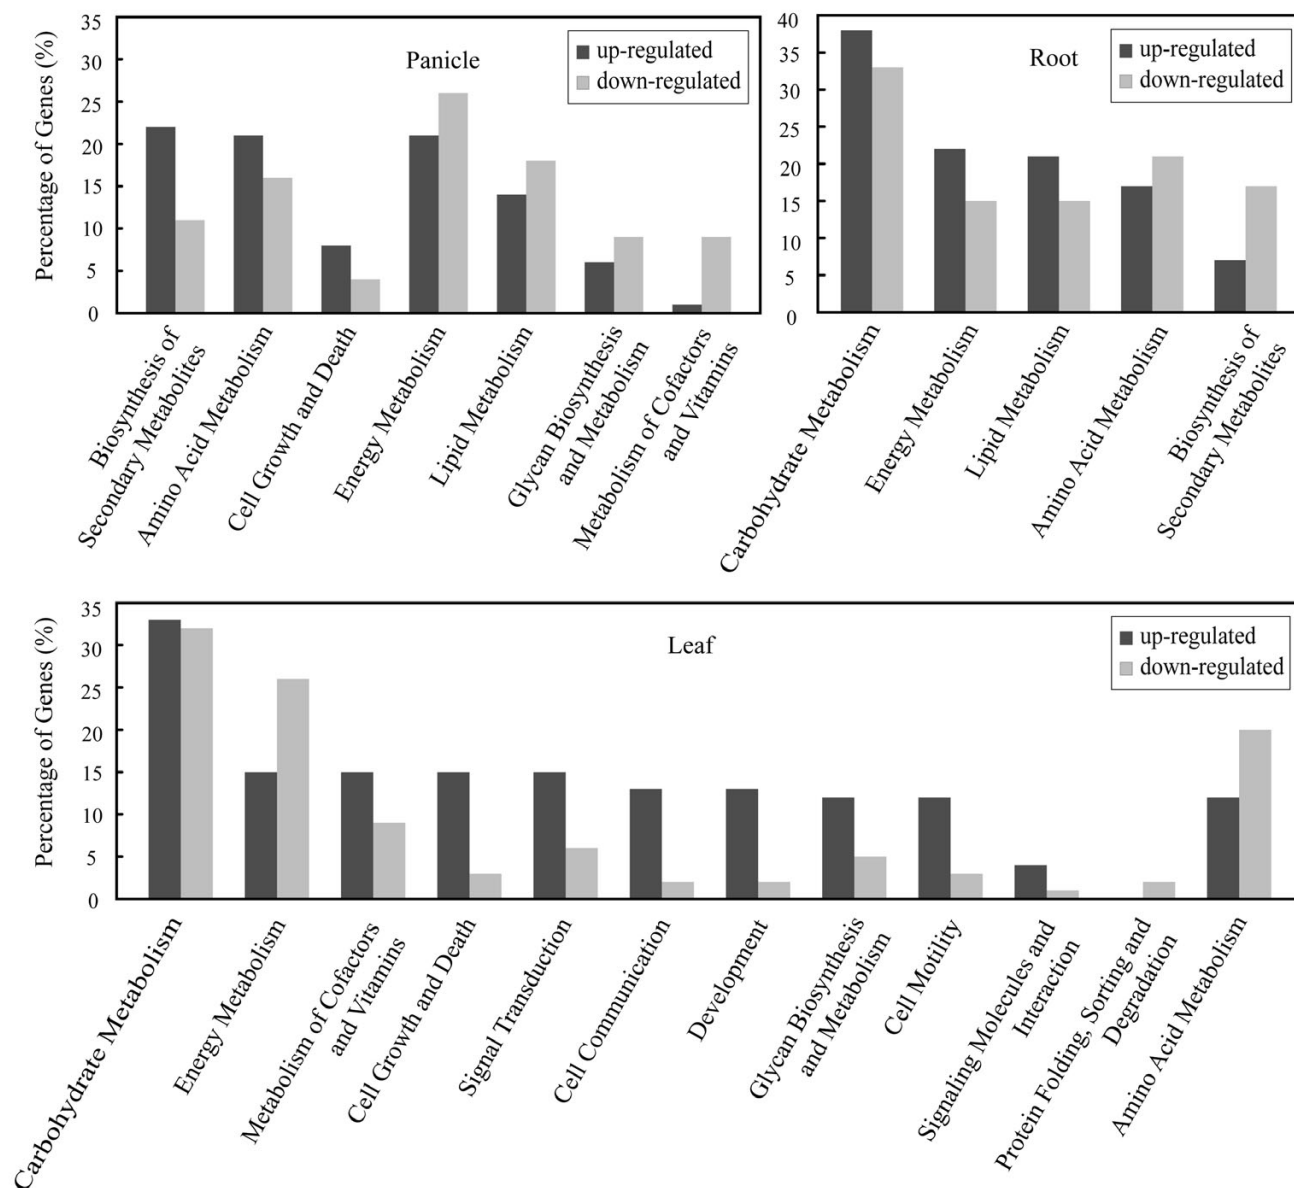 Percentage of Genes (%)
35
30
25
20
15
10
5
0
Panicle
up-regulated
down-regulated
Biosynthesis of
Secondary Metabolites
Amino Acid Metabolism
Cell Growth and Death
Energy Metabolism
Lipid Metabolism
Glycan Biosynthesis
and Metabolism
Metabolism of Cofactors
and Vitamins
40
35
30
25
20
15
10
5
0
Root
up-regulated
down-regulated
Carbohydrate Metabolism
Energy Metabolism
Lipid Metabolism
Amino Acid Metabolism
Biosynthesis of
Secondary Metabolites
Percentage of Genes (%)
35
30
25
20
15
10
5
0
Leaf
up-regulated
down-regulated
Carbohydrate Metabolism
Energy Metabolism
Metabolism of Cofactors
and Vitamins
Cell Growth and Death
Signal Transduction
Cell Communication
Development
Glycan Biosynthesis
and Metabolism
Cell Motility
Signaling Molecules and
Interaction
Protein Folding, Sorting and
Degradation
Amino Acid Metabolism